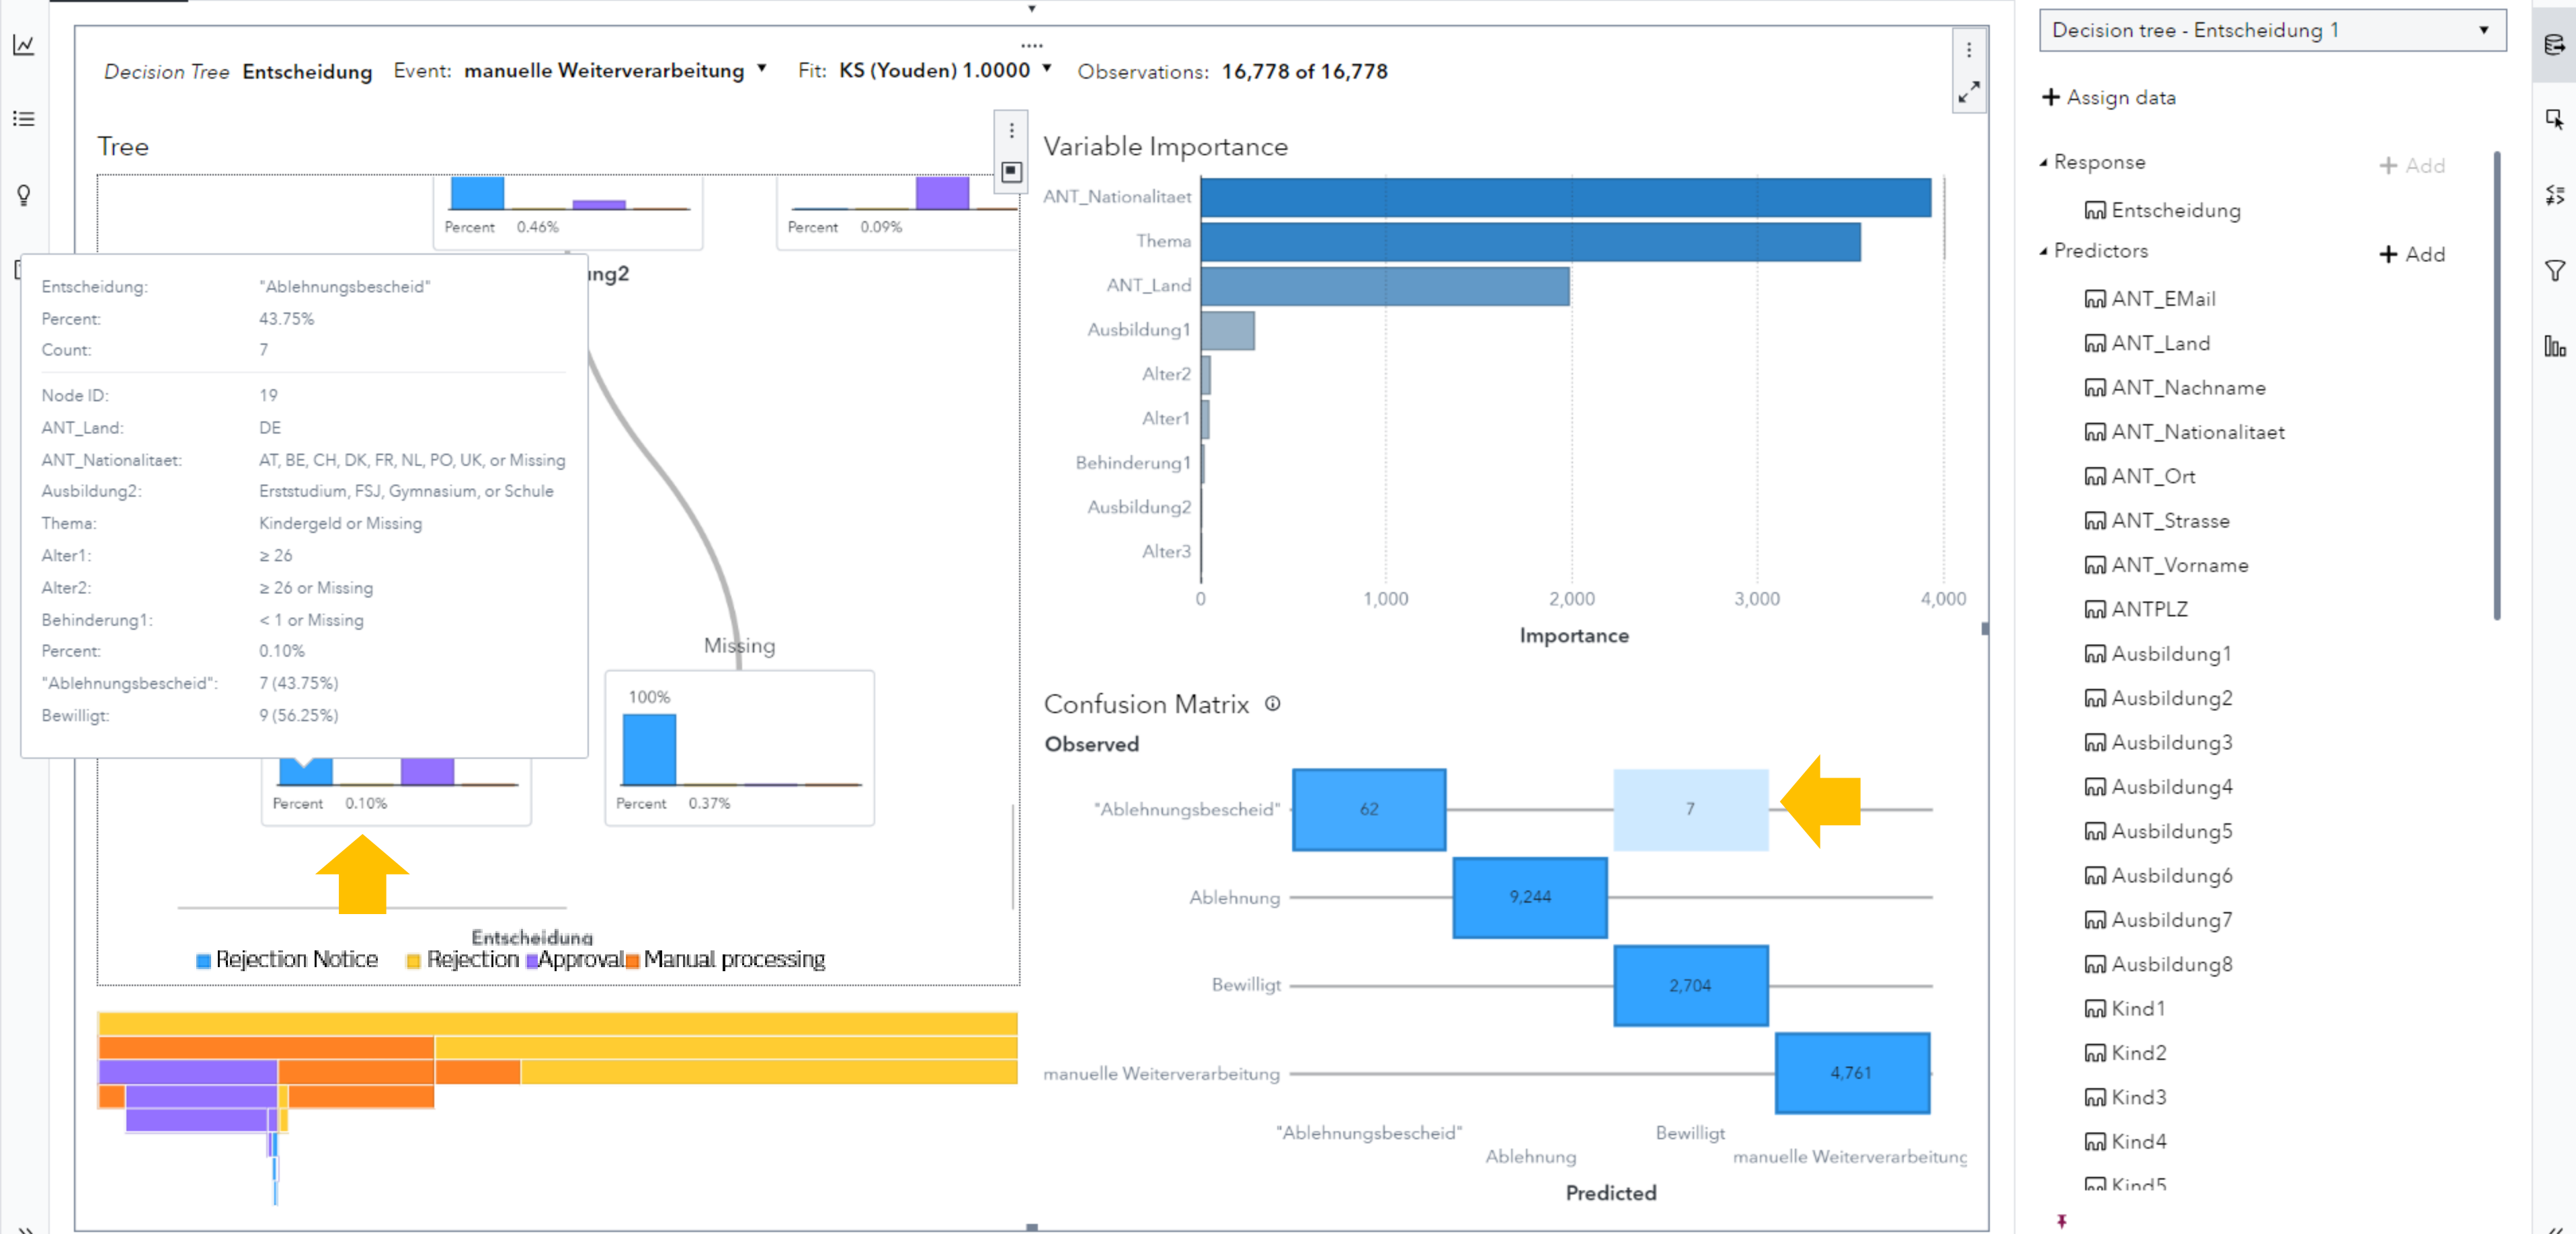 Decision Tree Entscheidung Event: manuelle Weiterverarbeitung Fit: KS (Youden) 1.0000 Observations: 16,778 of 16,778
Tree
Percent 0.46%
Percent 0.09%
ng2
Entscheidung: "Ablehnungsbescheid"
Percent: 43.75%
Count: 7
Node ID: 19
ANT_Land: DE
ANT_Nationalitaet: AT, BE, CH, DK, FR, NL, PO, UK, or Missing
Ausbildung2: Erststudium, FSJ, Gymnasium, or Schule
Thema: Kindergeld or Missing
Alter1: ≥ 26
Alter2: ≥ 26 or Missing
Behinderung1: < 1 or Missing
Percent: 0.10%
"Ablehnungsbescheid": 7 (43.75%)
Bewilligt: 9 (56.25%)
Missing
100%
Percent 0.10%
Percent 0.37%
Entscheidung
Rejection Notice Rejection Approval Manual processing
Variable Importance
ANT_Nationalitaet
Thema
ANT_Land
Ausbildung1
Alter2
Alter1
Behinderung1
Ausbildung2
Alter3
0 1,000 2,000 3,000 4,000
Importance
Confusion Matrix
Observed
"Ablehnungsbescheid" 62 7
Ablehnung 9,244
Bewilligt 2,704
manuelle Weiterverarbeitung 4,761
"Ablehnungsbescheid" Bewilligt
Ablehnung manuelle Weiterverarbeitung
Predicted
Decision tree - Entscheidung 1
Assign data
Response + Add
Entscheidung
Predictors + Add
ANT_EMail
ANT_Land
ANT_Nachname
ANT_Nationalitaet
ANT_Ort
ANT_Strasse
ANT_Vorname
ANTPLZ
Ausbildung1
Ausbildung2
Ausbildung3
Ausbildung4
Ausbildung5
Ausbildung6
Ausbildung7
Ausbildung8
Kind1
Kind2
Kind3
Kind4
Kind5